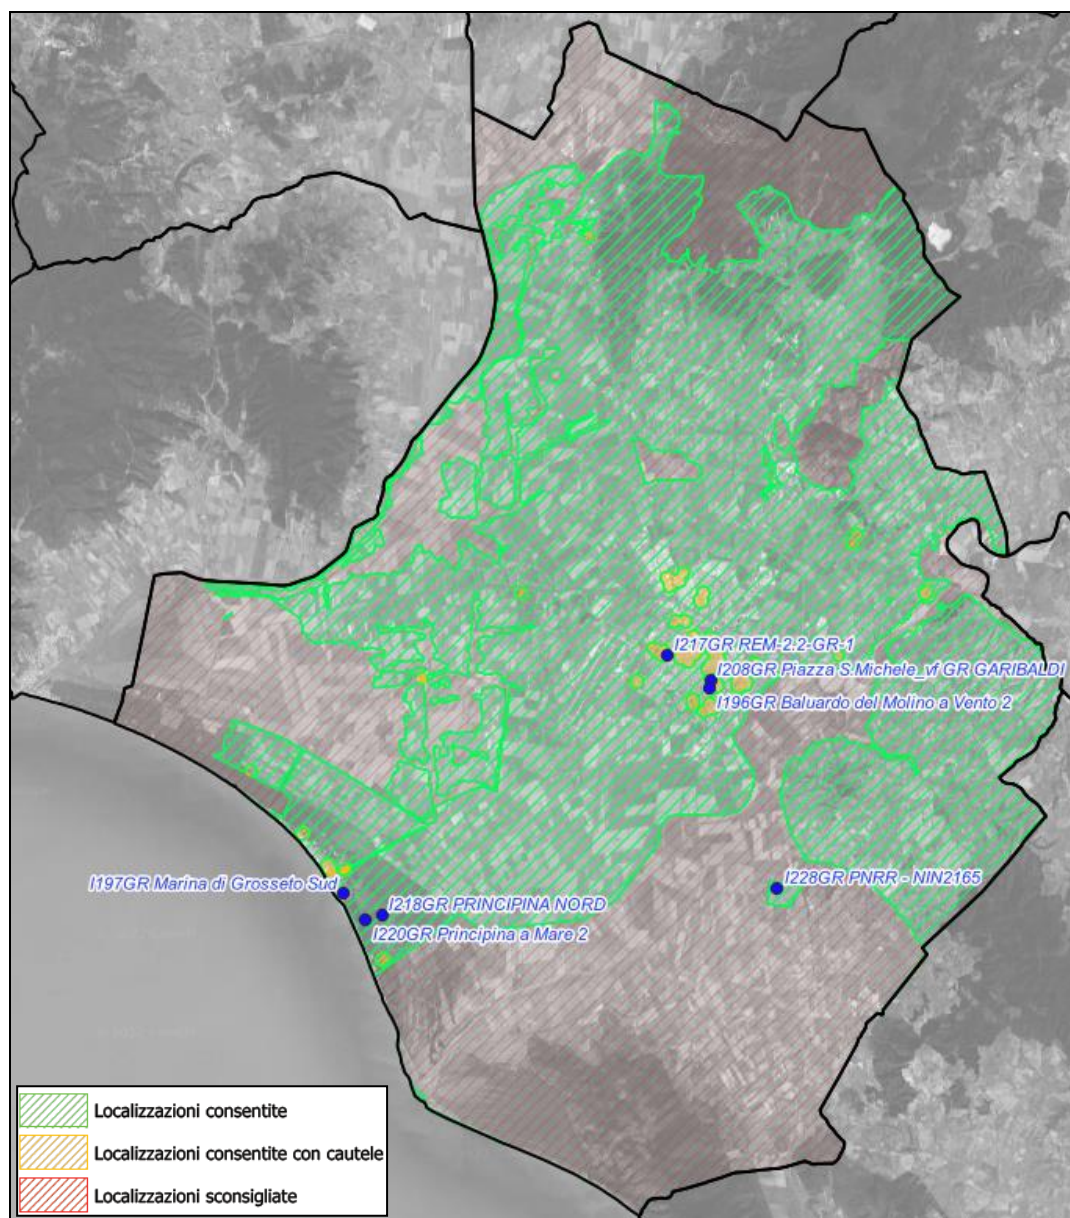 I217GR REM-2.2-GR-1
I208GR Piazza S.Michele_vf GR GARIBALDI
I196GR Baluardo del Molino a Vento 2
I228GR PNRR - NIN2165
I197GR Marina di Grosseto Sud
I218GR PRINCIPINA NORD
I220GR Principina a Mare 2
Localizzazioni consentite
Localizzazioni consentite con cautele
Localizzazioni sconsigliate